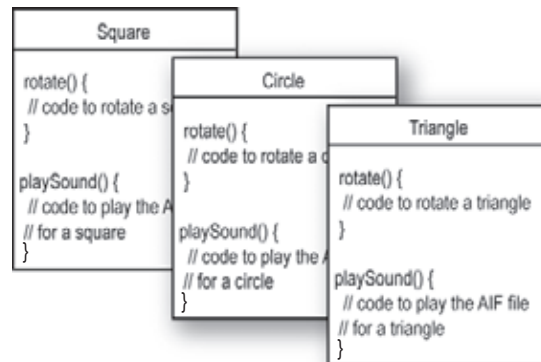 Square
rotate() {
// code to rotate a
}
playSound() {
// code to play the
// for a square
}
Circle
rotate() {
// code to rotate a
}
playSound() {
// code to play the
// for a circle
}
Triangle
rotate() {
// code to rotate a triangle
}
playSound() {
// code to play the AIF file
// for a triangle
}